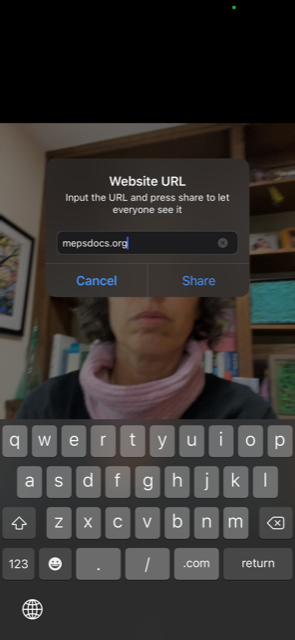 Website URL
Input the URL and press share to let
everyone see it
mepsdocs.org
Cancel
Share
q w e r t y u i o p
a s d f g h j k l
z x c v b n m
123 . / .com return